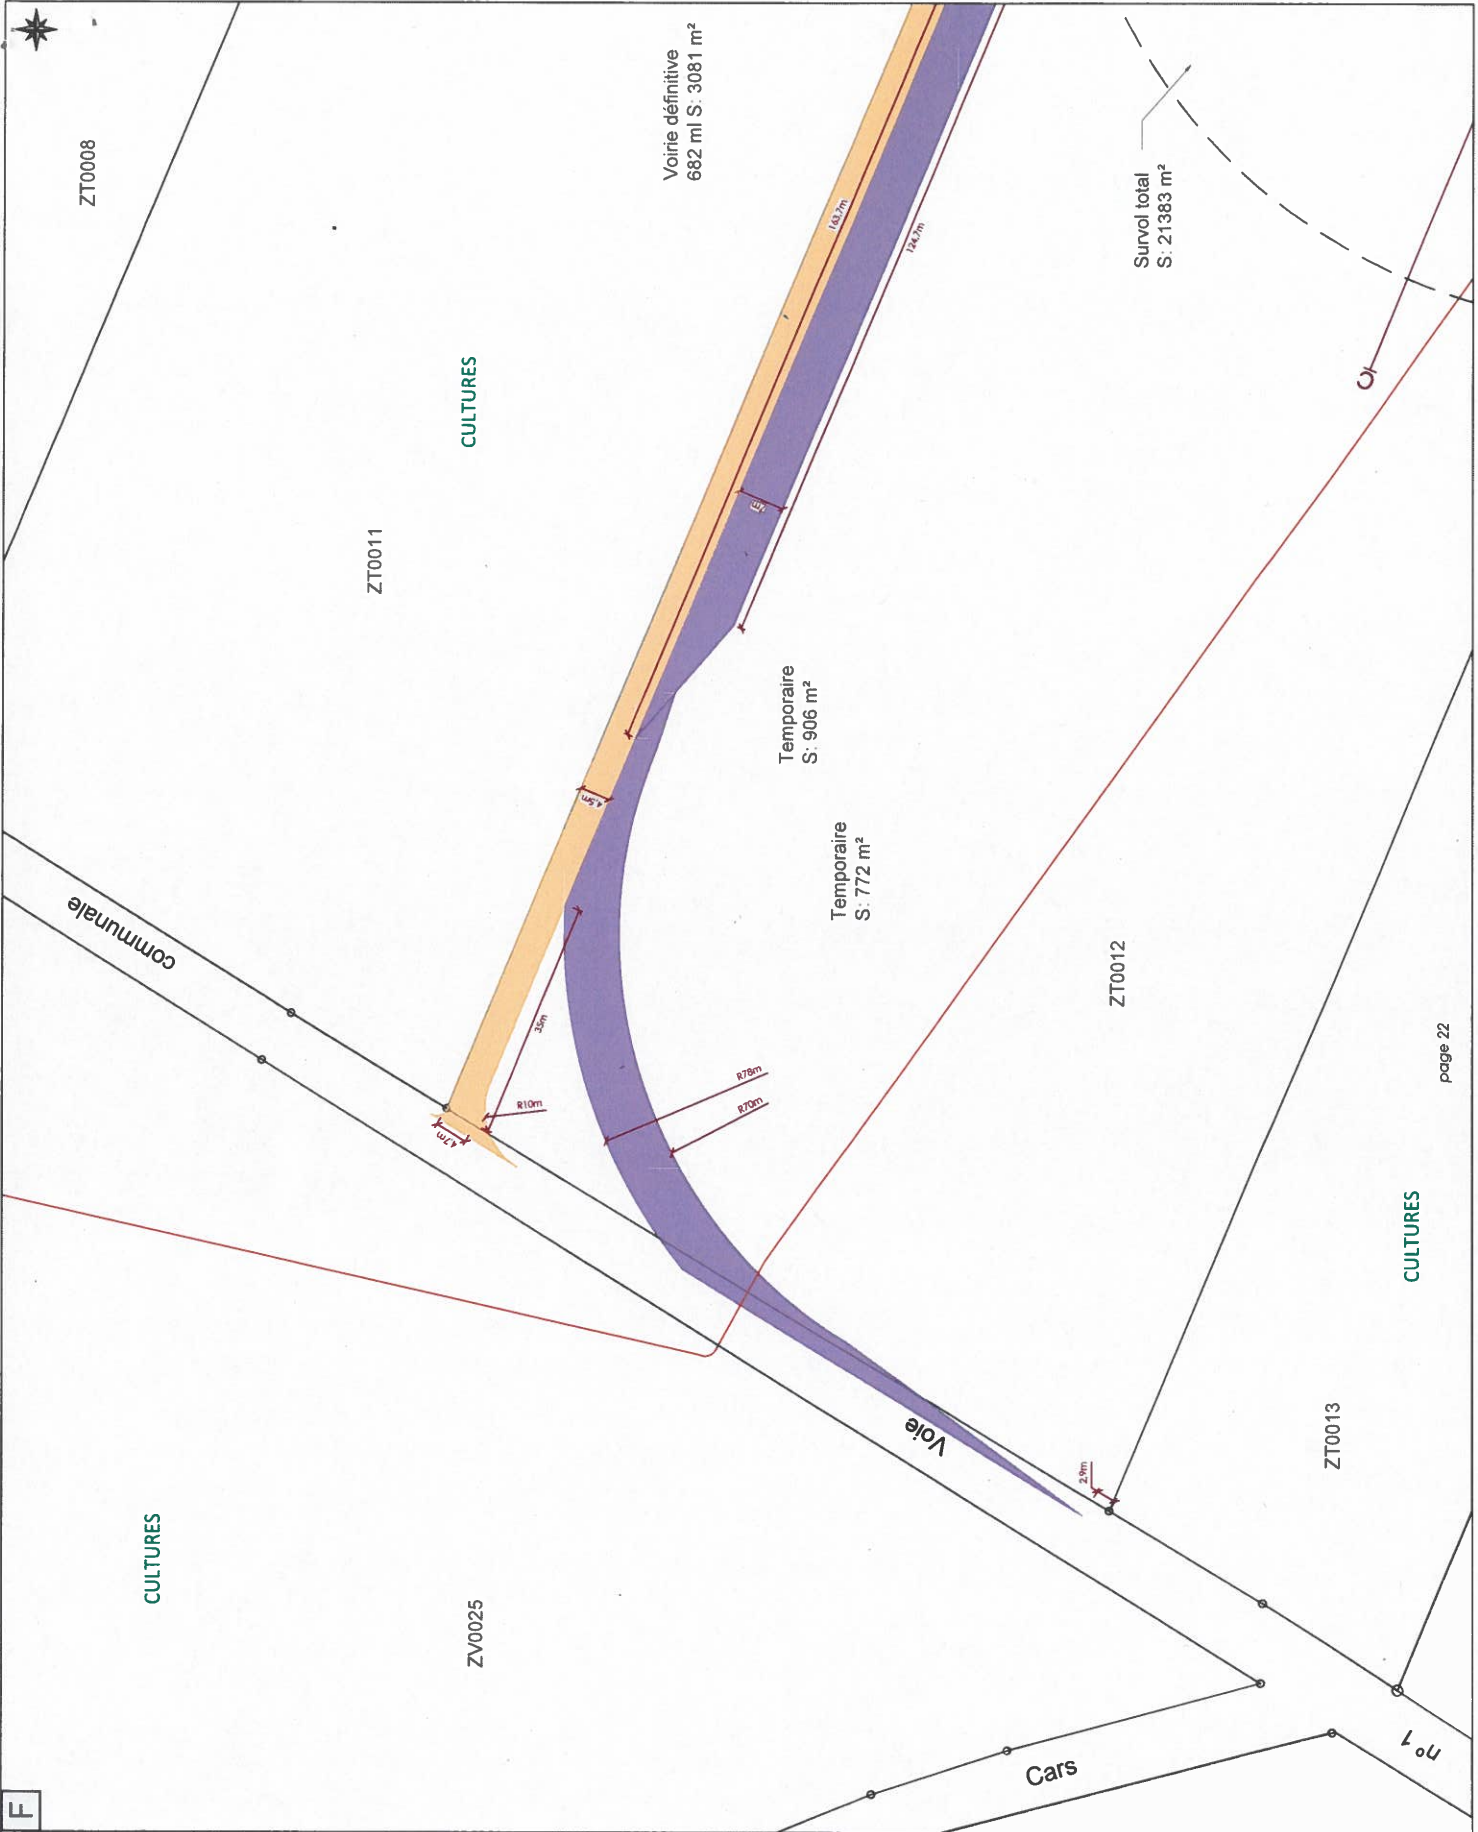 F
ZT0008
Voirie définitive
682 ml S: 3081 m²
CULTURES
ZT0011
163,7m
124,7m
Survol total
S: 21383 m²
7m
Temporaire
S: 906 m²
4,5m
Temporaire
S: 772 m²
communale
35m
ZT0012
R78m
R70m
R10m
4,7m
page 22
CULTURES
Voie
2,9m
ZT0013
CULTURES
ZV0025
Cars
n° 1